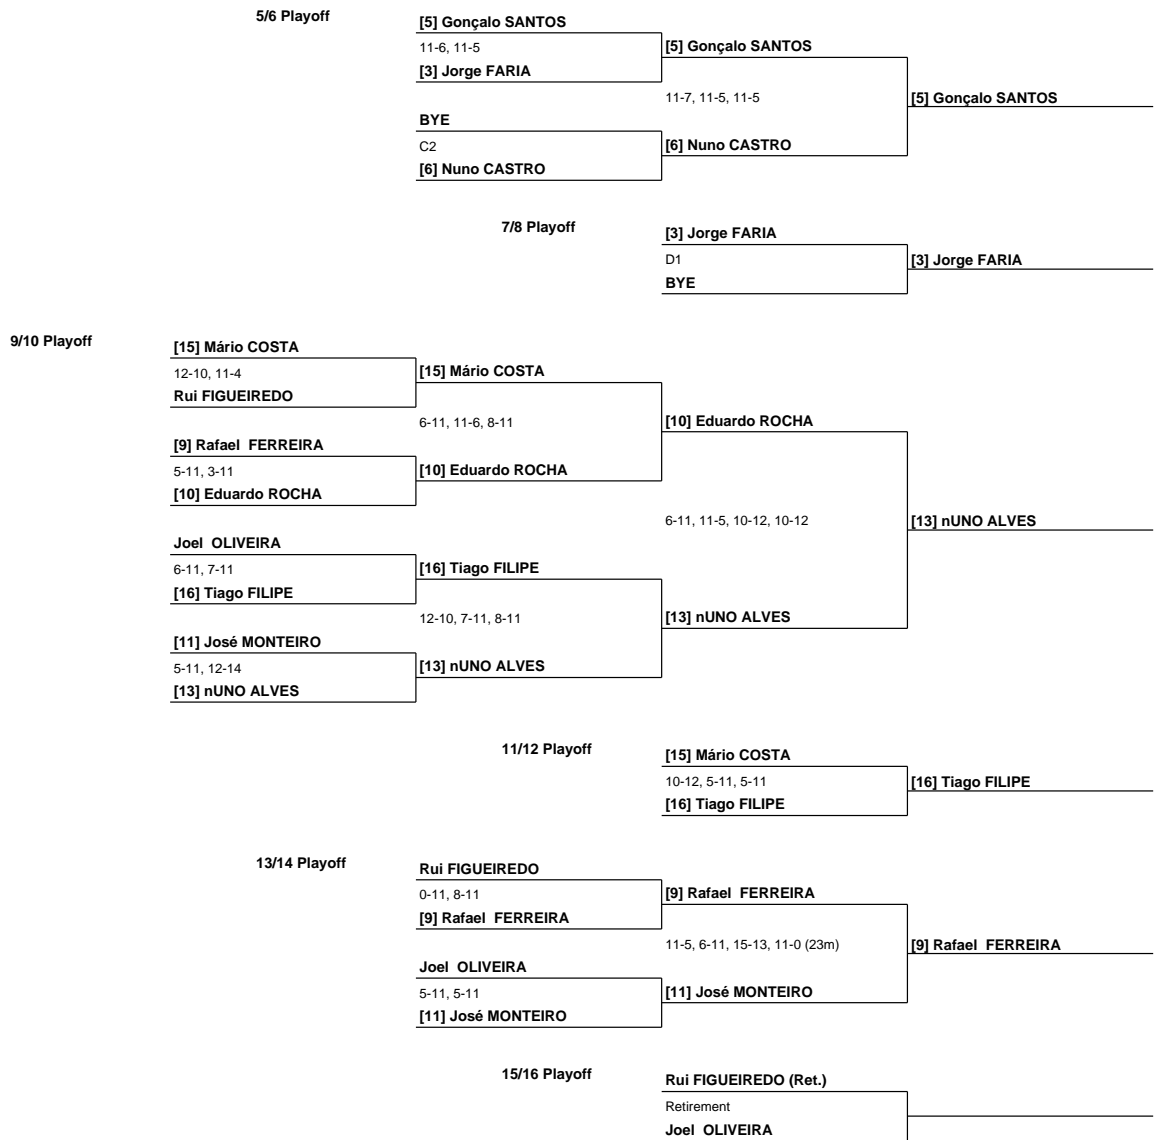 5/6 Playoff
[5] Gonçalo SANTOS
11-6, 11-5
[5] Gonçalo SANTOS
[3] Jorge FARIA
11-7, 11-5, 11-5
[5] Gonçalo SANTOS
BYE
C2
[6] Nuno CASTRO
[6] Nuno CASTRO
7/8 Playoff
[3] Jorge FARIA
D1
[3] Jorge FARIA
BYE
9/10 Playoff
[15] Mário COSTA
12-10, 11-4
[15] Mário COSTA
Rui FIGUEIREDO
6-11, 11-6, 8-11
[10] Eduardo ROCHA
[9] Rafael  FERREIRA
5-11, 3-11
[10] Eduardo ROCHA
[10] Eduardo ROCHA
6-11, 11-5, 10-12, 10-12
[13] nUNO ALVES
Joel  OLIVEIRA
6-11, 7-11
[16] Tiago FILIPE
[16] Tiago FILIPE
12-10, 7-11, 8-11
[13] nUNO ALVES
[11] José MONTEIRO
5-11, 12-14
[13] nUNO ALVES
[13] nUNO ALVES
11/12 Playoff
[15] Mário COSTA
10-12, 5-11, 5-11
[16] Tiago FILIPE
[16] Tiago FILIPE
13/14 Playoff
Rui FIGUEIREDO
0-11, 8-11
[9] Rafael  FERREIRA
[9] Rafael  FERREIRA
11-5, 6-11, 15-13, 11-0 (23m)
[9] Rafael  FERREIRA
Joel  OLIVEIRA
5-11, 5-11
[11] José MONTEIRO
[11] José MONTEIRO
15/16 Playoff
Rui FIGUEIREDO (Ret.)
Retirement
Joel  OLIVEIRA